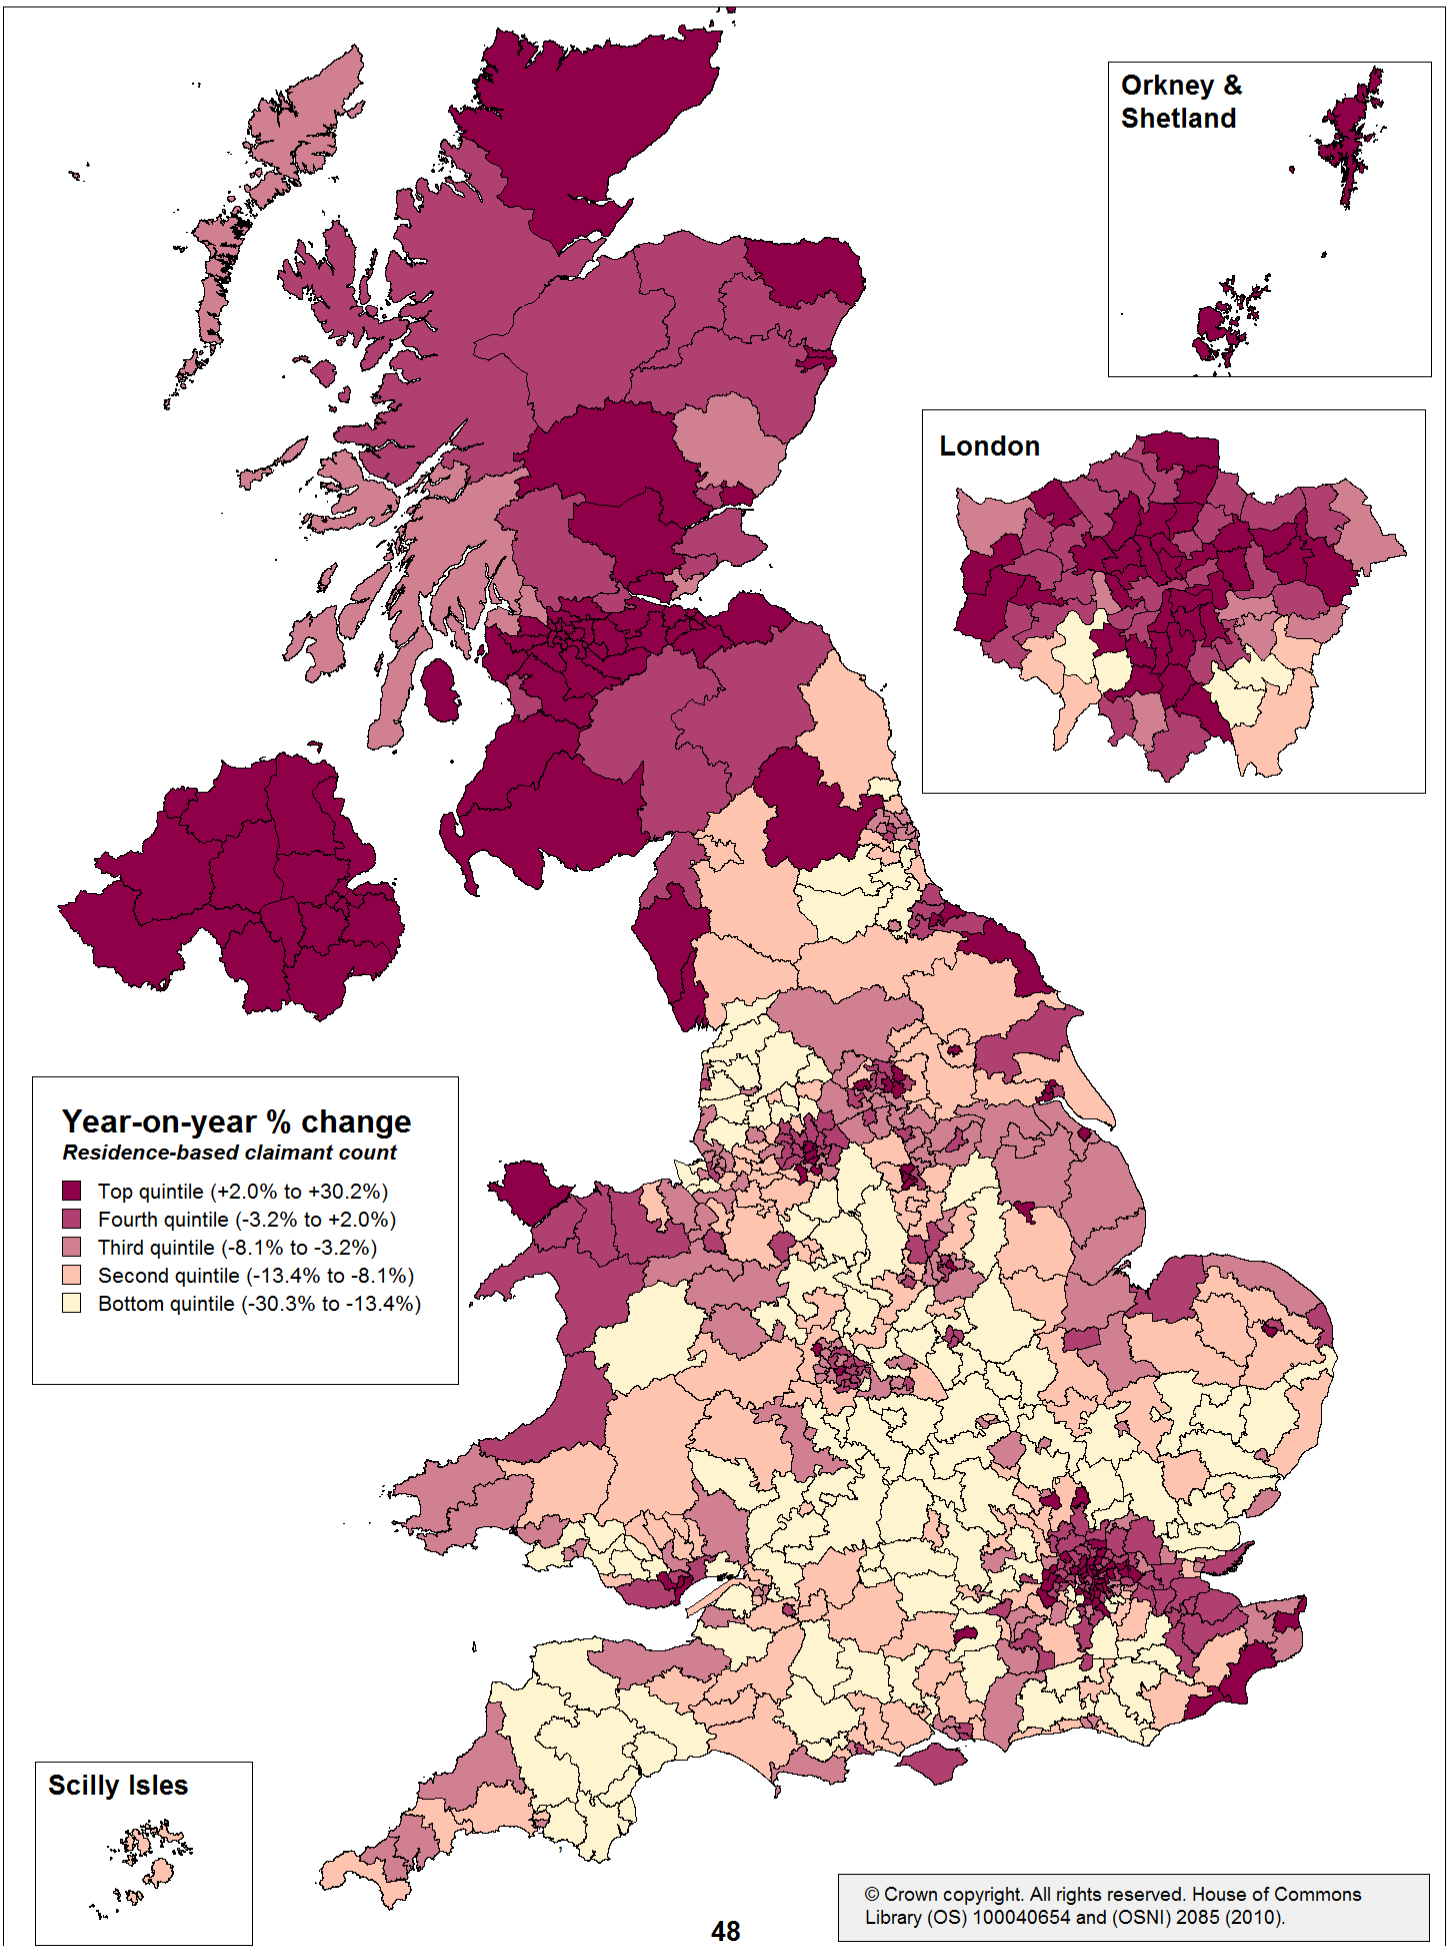 Orkney &
Shetland
London
Year-on-year % change
Residence-based claimant count
Top quintile (+2.0% to +30.2%)
Fourth quintile (-3.2% to +2.0%)
Third quintile (-8.1% to -3.2%)
Second quintile (-13.4% to -8.1%)
Bottom quintile (-30.3% to -13.4%)
Scilly Isles
© Crown copyright. All rights reserved. House of Commons
Library (OS) 100040654 and (OSNI) 2085 (2010).
48